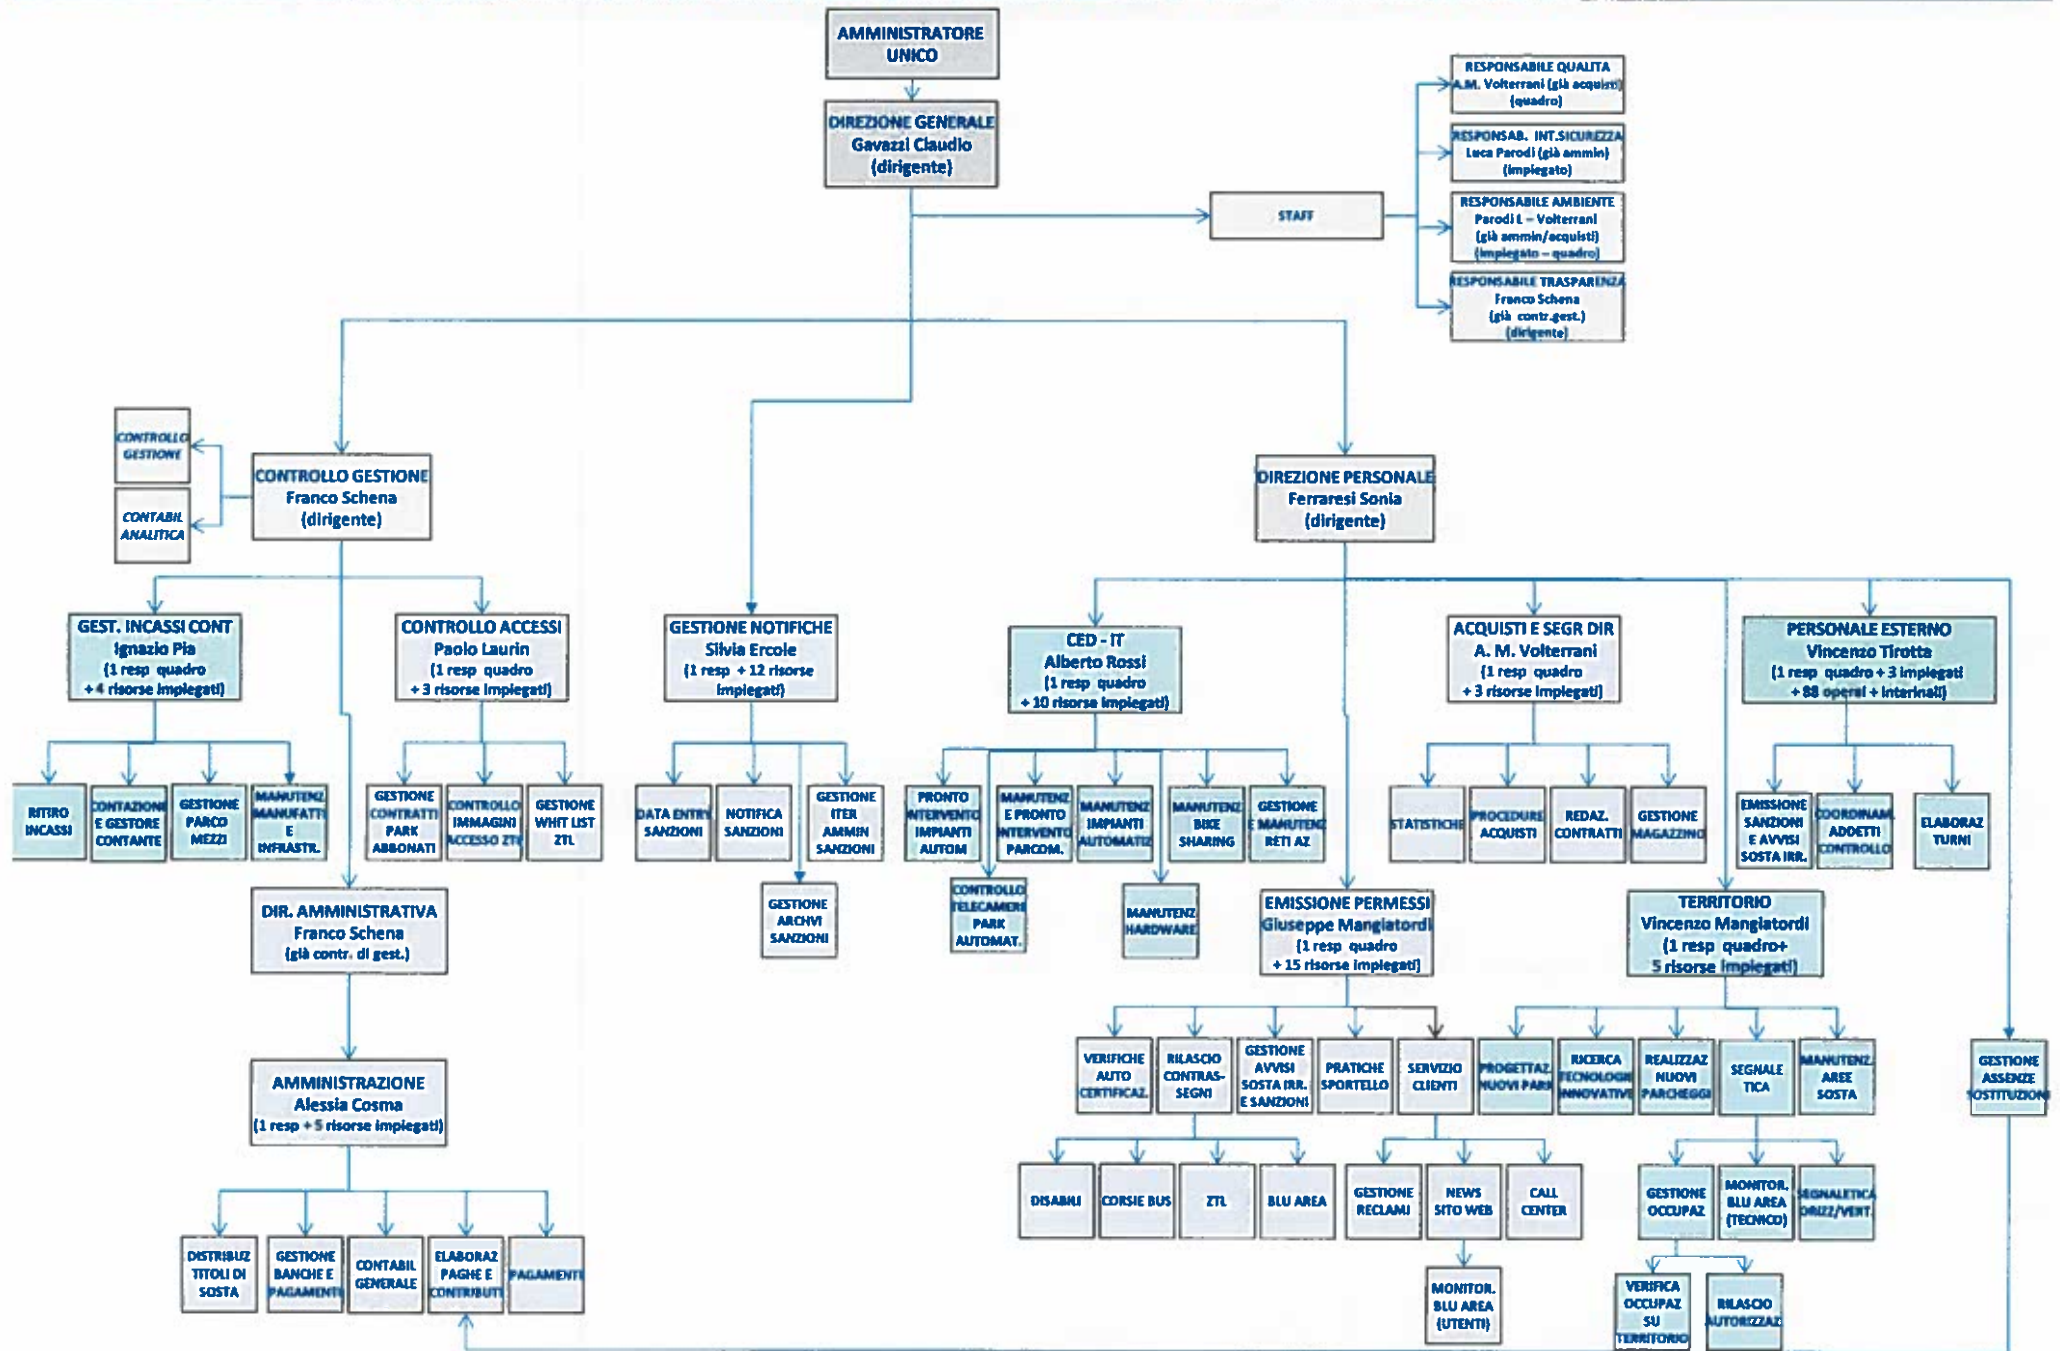 AMMINISTRATORE
UNICO
DIREZIONE GENERALE
Gavazzi Claudio
(dirigente)
STAFF
RESPONSABILE QUALITA
A.M. Volterrani (già acquisti)
(quadro)
RESPONSAB. INT.SICUREZZA
Luca Parodi (già ammin)
(impiegato)
RESPONSABILE AMBIENTE
Parodi L – Volterrani
(già ammin/acquisti)
(impiegato – quadro)
RESPONSABILE TRASPARENZA
Franco Schena
(già contr.gest.)
(dirigente)
CONTROLLO
GESTIONE
CONTABIL
ANALITICA
CONTROLLO GESTIONE
Franco Schena
(dirigente)
DIREZIONE PERSONALE
Ferraresi Sonia
(dirigente)
GEST. INCASSI CONT
Ignazio Pia
(1 resp quadro
+ 4 risorse impiegati)
CONTROLLO ACCESSI
Paolo Laurin
(1 resp quadro
+ 3 risorse impiegati)
GESTIONE NOTIFICHE
Silvia Ercole
(1 resp + 12 risorse
impiegati)
CED - IT
Alberto Rossi
(1 resp quadro
+ 10 risorse impiegati)
ACQUISTI E SEGR DIR
A. M. Volterrani
(1 resp quadro
+ 3 risorse impiegati)
PERSONALE ESTERNO
Vincenzo Tirotta
(1 resp quadro + 3 impiegati
+ 88 operai + interinali)
RITIRO
INCASSI
CONTAZIONE
E GESTORE
CONTANTE
GESTIONE
PARCO
MEZZI
MANUTENZ
MANUFATTI
E
INFRASTR.
GESTIONE
CONTRATTI
PARK
ABBONATI
CONTROLLO
IMMAGINI
ACCESSO ZTL
GESTIONE
WHIT LIST
ZTL
DATA ENTRY
SANZIONI
NOTIFICA
SANZIONI
GESTIONE
ITER
AMMIN
SANZIONI
GESTIONE
ARCHVI
SANZIONI
PRONTO
INTERVENTO
IMPIANTI
AUTOM
MANUTENZ
E PRONTO
INTERVENTO
PARCOM.
MANUTENZ
IMPIANTI
AUTOMATIZ
MANUTENZ
BIKE
SHARING
GESTIONE
E MANUTENZ
RETI AZ
CONTROLLO
TELECAMERE
PARK
AUTOMAT.
MANUTENZ
HARDWARE
STATISTICHE
PROCEDURE
ACQUISTI
REDAZ.
CONTRATTI
GESTIONE
MAGAZZINO
EMISSIONE
SANZIONI
E AVVISI
SOSTA IRR.
COORDINAM.
ADDETTI
CONTROLLO
ELABORAZ
TURNI
DIR. AMMINISTRATIVA
Franco Schena
(già contr. di gest.)
EMISSIONE PERMESSI
Giuseppe Mangiatordi
(1 resp quadro
+ 15 risorse impiegati)
TERRITORIO
Vincenzo Mangiatordi
(1 resp quadro+
5 risorse impiegati)
AMMINISTRAZIONE
Alessia Cosma
(1 resp + 5 risorse impiegati)
VERIFICHE
AUTO
CERTIFICAZ.
RILASCIO
CONTRAS-
SEGNI
GESTIONE
AVVISI
SOSTA IRR.
E SANZIONI
PRATICHE
SPORTELLO
SERVIZIO
CLIENTI
PROGETTAZ.
NUOVI PARK
RICERCA
TECNOLOGIE
INNOVATIVE
REALIZZAZ
NUOVI
PARCHEGGI
SEGNALE
TICA
MANUTENZ.
AREE
SOSTA
GESTIONE
ASSENZE
SOSTITUZIONI
DISABILI
CORSIE BUS
ZTL
BLU AREA
GESTIONE
RECLAMI
NEWS
SITO WEB
CALL
CENTER
GESTIONE
OCCUPAZ
MONITOR.
BLU AREA
(TECNICO)
SEGNALETICA
ORIZZ/VERT.
DISTRIBUZ
TITOLI DI
SOSTA
GESTIONE
BANCHE E
PAGAMENTI
CONTABIL
GENERALE
ELABORAZ
PAGHE E
CONTRIBUTI
PAGAMENTI
MONITOR.
BLU AREA
(UTENTI)
VERIFICA
OCCUPAZ
SU
TERRITORIO
RILASCIO
AUTORIZZAZ